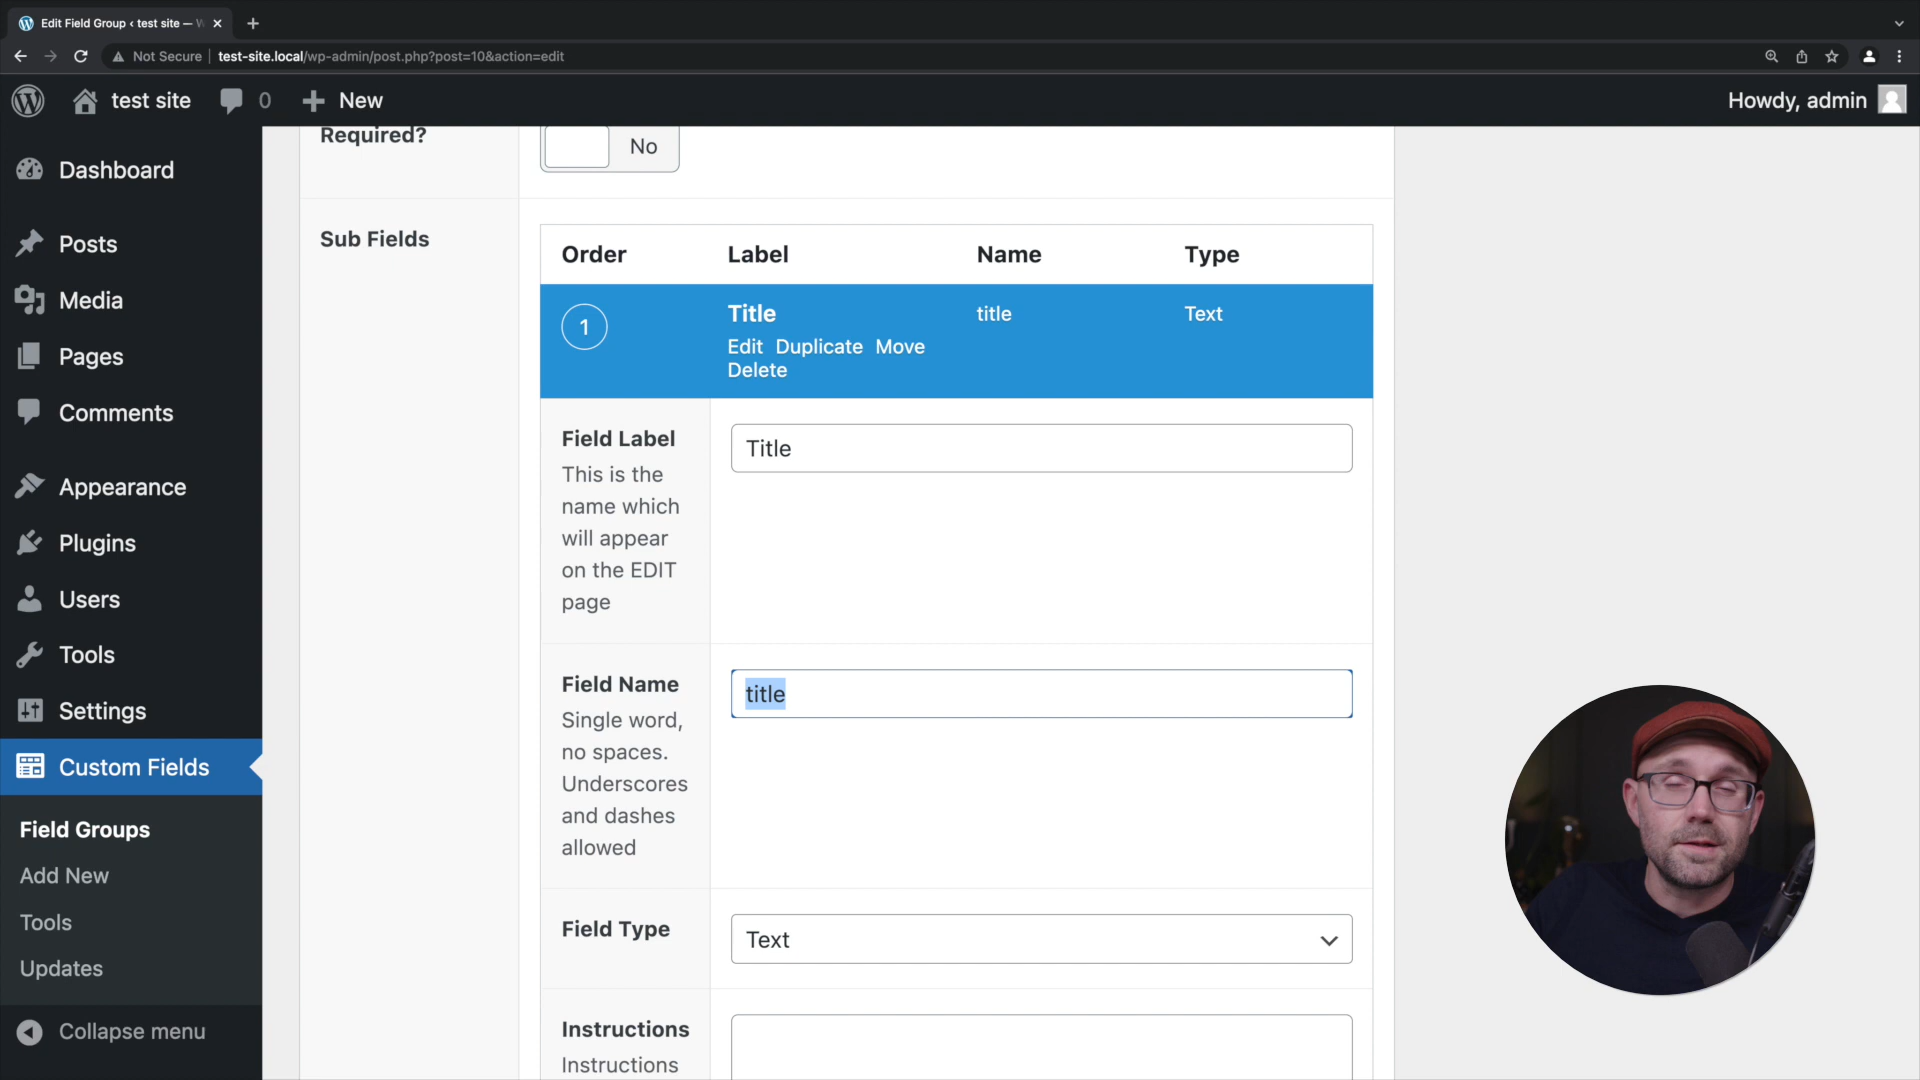 Edit Field Group ‹ test site — W
Not Secure
test-site.local/wp-admin/post.php?post=10&action=edit
test site
0
New
Howdy, admin
Dashboard
Posts
Media
Pages
Comments
Appearance
Plugins
Users
Tools
Settings
Custom Fields
Field Groups
Add New
Tools
Updates
Collapse menu
Required?
No
Sub Fields
Order Label Name Type
1 Title title Text
Edit Duplicate Move
Delete
Field Label
This is the
name which
will appear
on the EDIT
page
Title
Field Name
Single word,
no spaces.
Underscores
and dashes
allowed
title
Field Type
Text
Instructions
Instructions